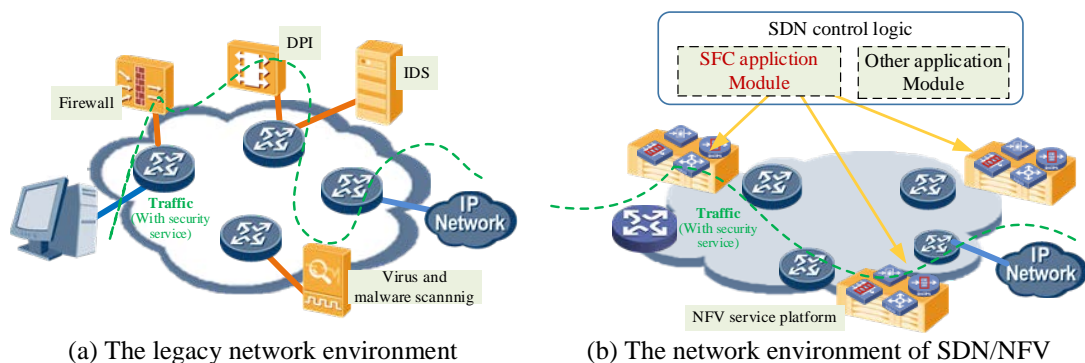 DPI
IDS
Firewall
Traffic
(With security
service)
IP
Network
Virus and
malware scannnig
(a) The legacy network environment
SDN control logic
SFC appliction
Module
Other application
Module
Traffic
(With security
service)
IP
Network
NFV service platform
(b) The network environment of SDN/NFV